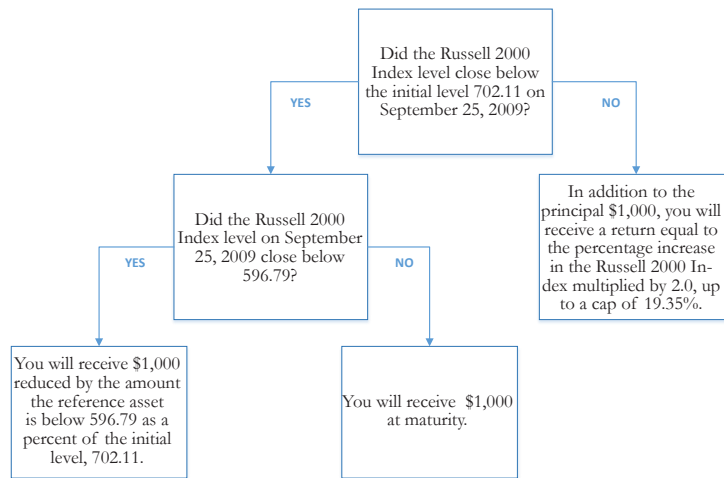 Did the Russell 2000
Index level close below
the initial level 702.11 on
September 25, 2009?
YES
NO
Did the Russell 2000
Index level on September
25, 2009 close below
596.79?
In addition to the
principal $1,000, you will
receive a return equal to
the percentage increase
in the Russell 2000 In-
dex multiplied by 2.0, up
to a cap of 19.35%.
YES
NO
You will receive $1,000
reduced by the amount
the reference asset
is below 596.79 as a
percent of the initial
level, 702.11.
You will receive $1,000
at maturity.